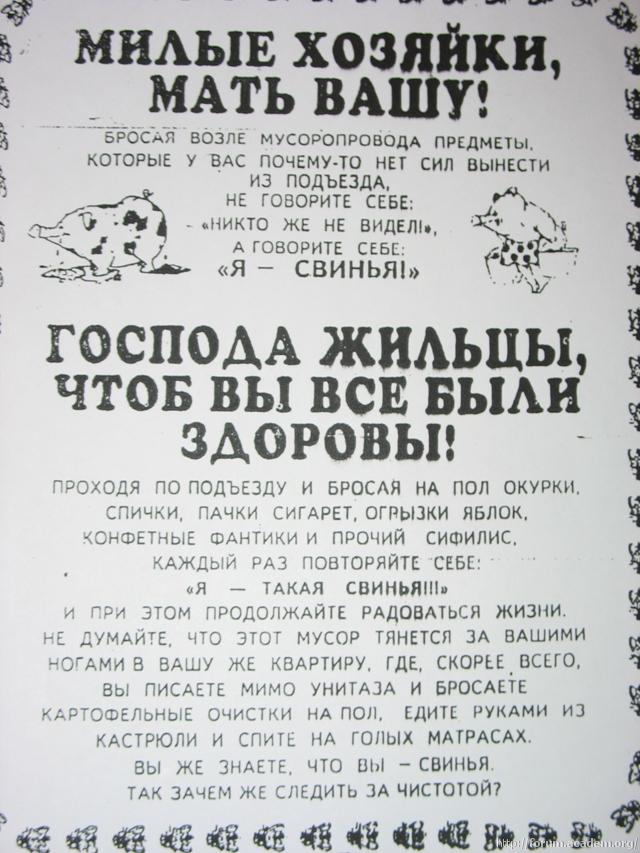 МИЛЫЕ ХОЗЯЙКИ,
МАТЬ ВАШУ!
БРОСАЯ ВОЗЛЕ МУСОРОПРОВОДА ПРЕДМЕТЫ,
КОТОРЫЕ У ВАС ПОЧЕМУ-ТО НЕТ СИЛ ВЫНЕСТИ
ИЗ ПОДЪЕЗДА,
НЕ ГОВОРИТЕ СЕБЕ:
«НИКТО ЖЕ НЕ ВИДЕЛ!»,
А ГОВОРИТЕ СЕБЕ:
«Я – СВИНЬЯ!»
ГОСПОДА ЖИЛЬЦЫ,
ЧТОБ ВЫ ВСЕ БЫЛИ
ЗДОРОВЫ!
ПРОХОДЯ ПО ПОДЪЕЗДУ И БРОСАЯ НА ПОЛ ОКУРКИ,
СПИЧКИ, ПАЧКИ СИГАРЕТ, ОГРЫЗКИ ЯБЛОК,
КОНФЕТНЫЕ ФАНТИКИ И ПРОЧИЙ СИФИЛИС,
КАЖДЫЙ РАЗ ПОВТОРЯЙТЕ СЕБЕ:
«Я – ТАКАЯ СВИНЬЯ!!!»
И ПРИ ЭТОМ ПРОДОЛЖАЙТЕ РАДОВАТЬСЯ ЖИЗНИ.
НЕ ДУМАЙТЕ, ЧТО ЭТОТ МУСОР ТЯНЕТСЯ ЗА ВАШИМИ
НОГАМИ В ВАШУ ЖЕ КВАРТИРУ, ГДЕ, СКОРЕЕ ВСЕГО,
ВЫ ПИСАЕТЕ МИМО УНИТАЗА И БРОСАЕТЕ
КАРТОФЕЛЬНЫЕ ОЧИСТКИ НА ПОЛ, ЕДИТЕ РУКАМИ ИЗ
КАСТРЮЛИ И СПИТЕ НА ГОЛЫХ МАТРАСАХ.
ВЫ ЖЕ ЗНАЕТЕ, ЧТО ВЫ – СВИНЬЯ.
ТАК ЗАЧЕМ ЖЕ СЛЕДИТЬ ЗА ЧИСТОТОЙ?
http://forum.academ.org/